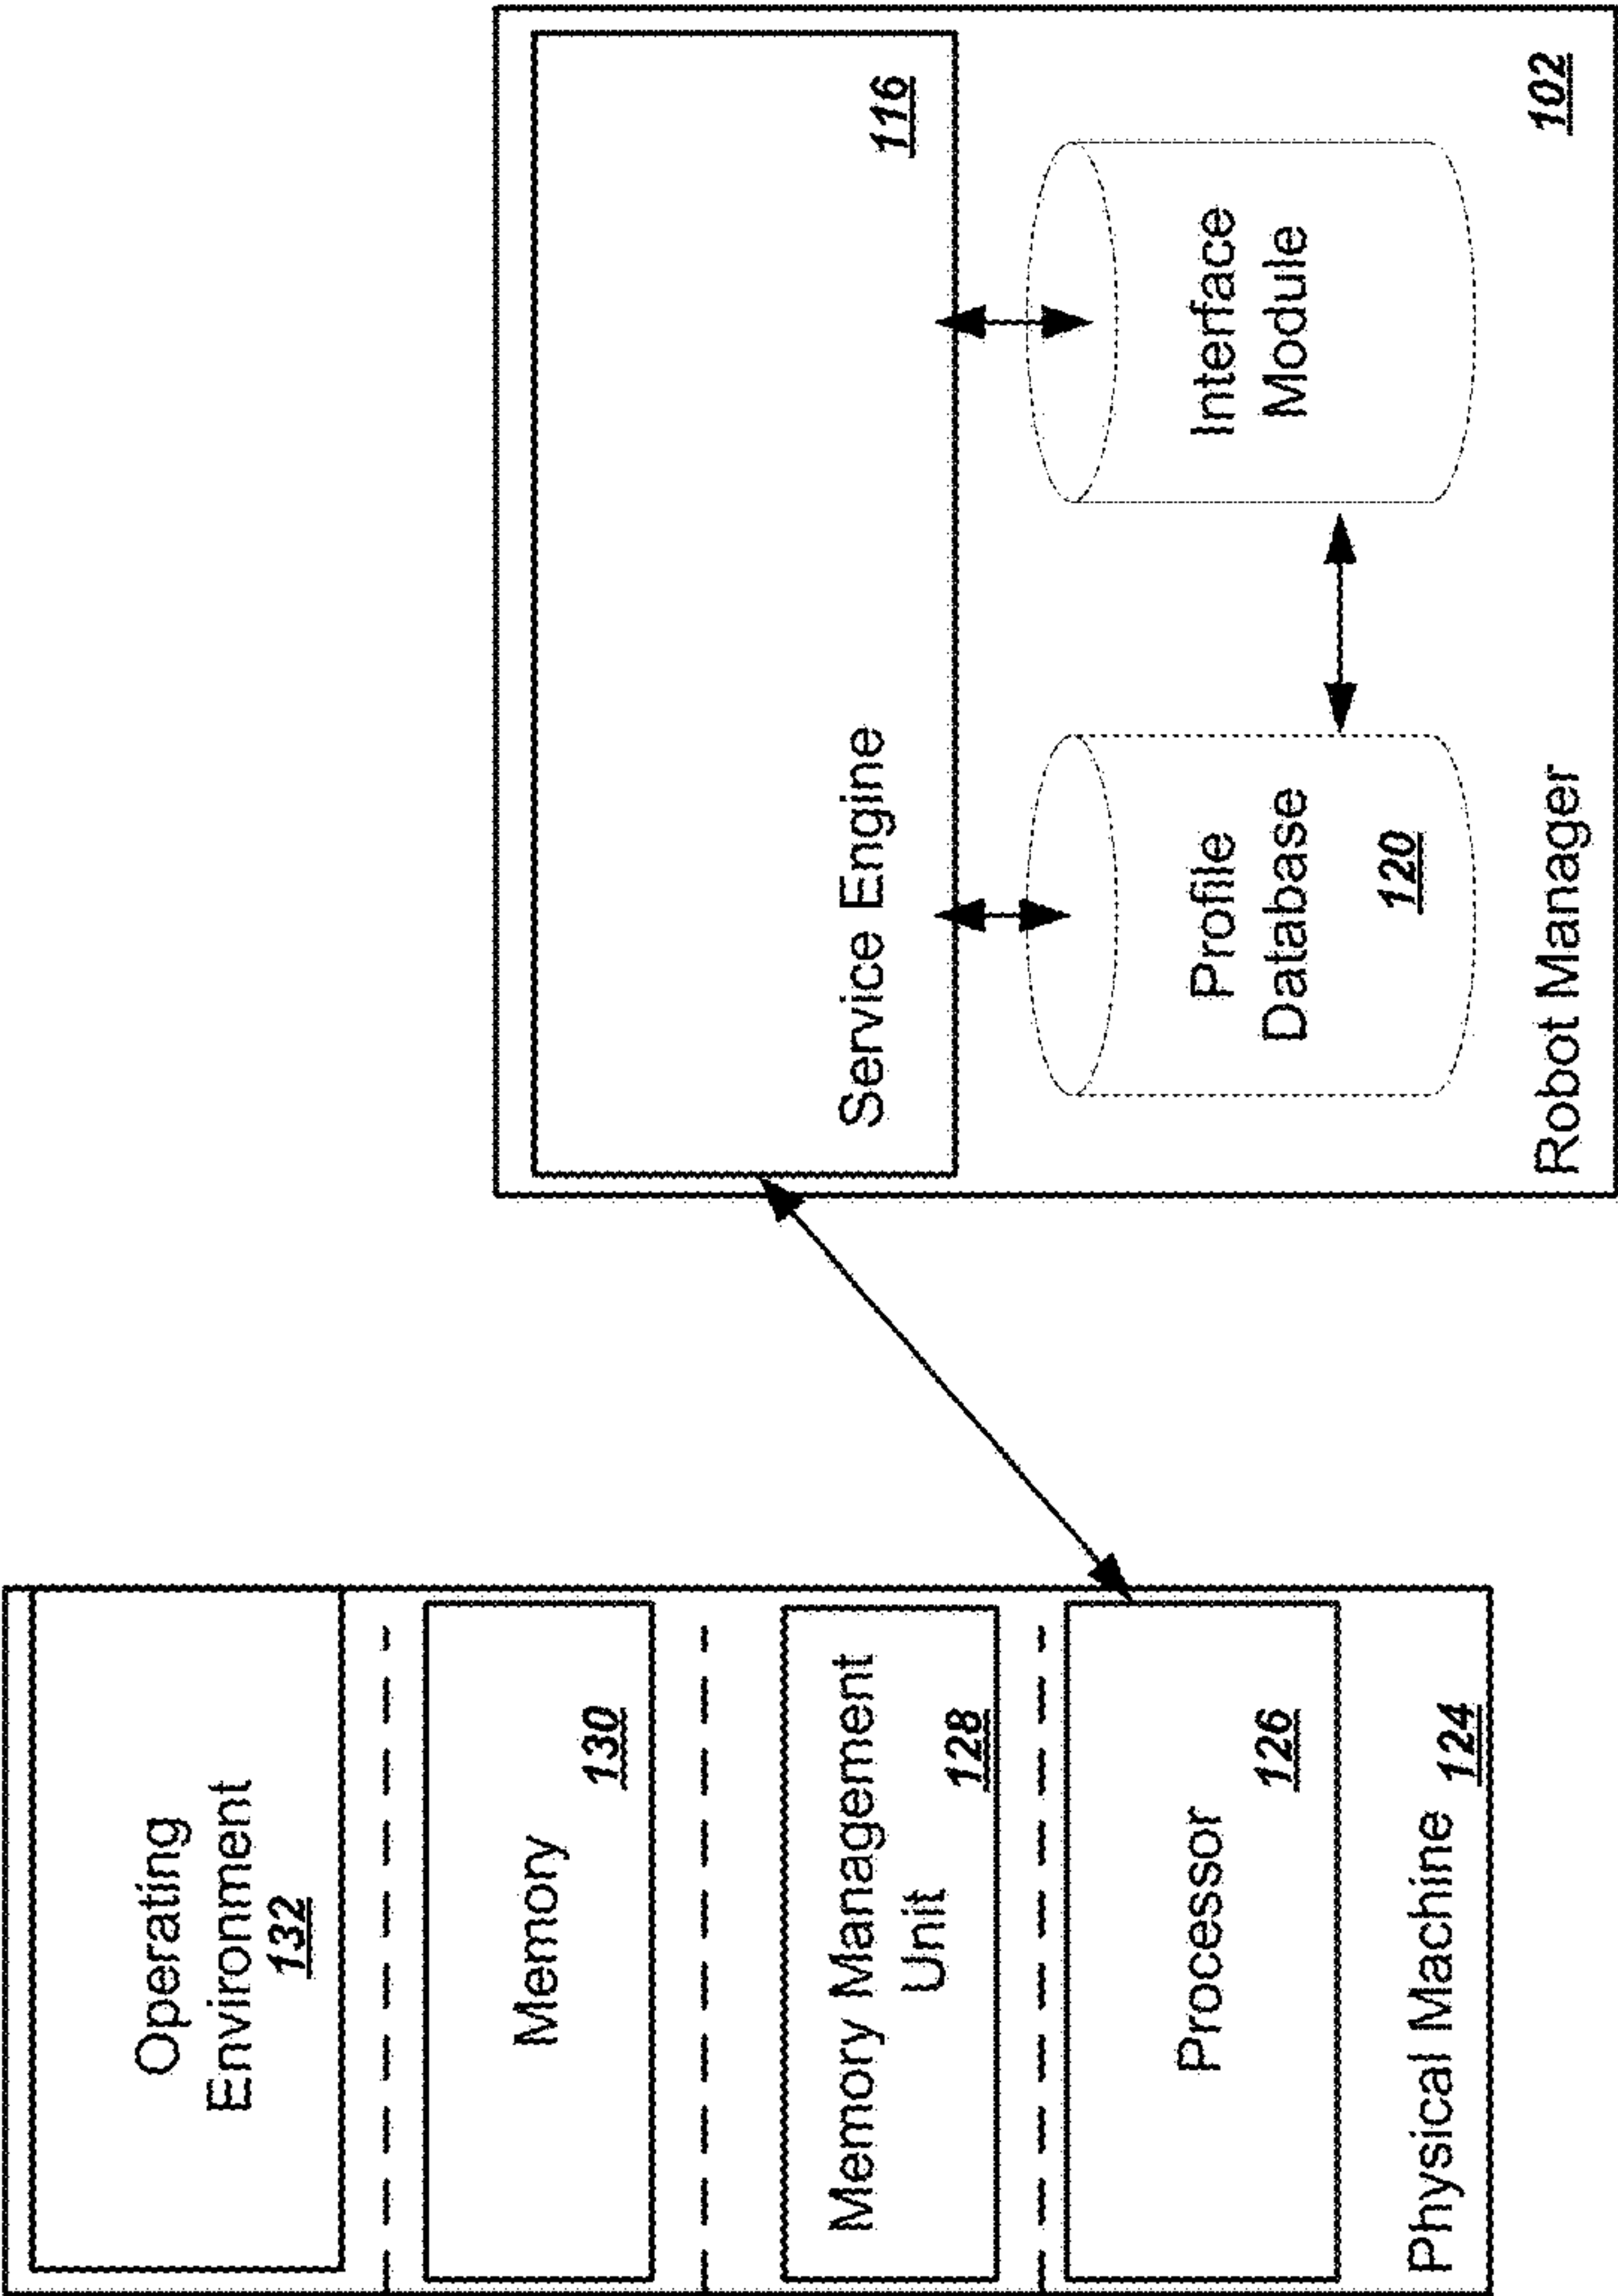 Operating
Environment
132
Memory
130
Memory Management
Unit
128
Processor
126
Physical Machine 124
Service Engine
116
Profile
Database
120
Interface
Module
Robot Manager
102